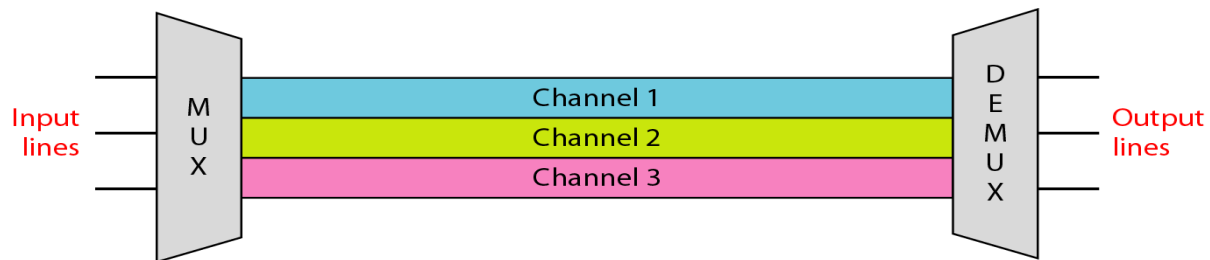 Input
lines
M
U
X
Channel 1
Channel 2
Channel 3
D
E
M
U
X
Output
lines